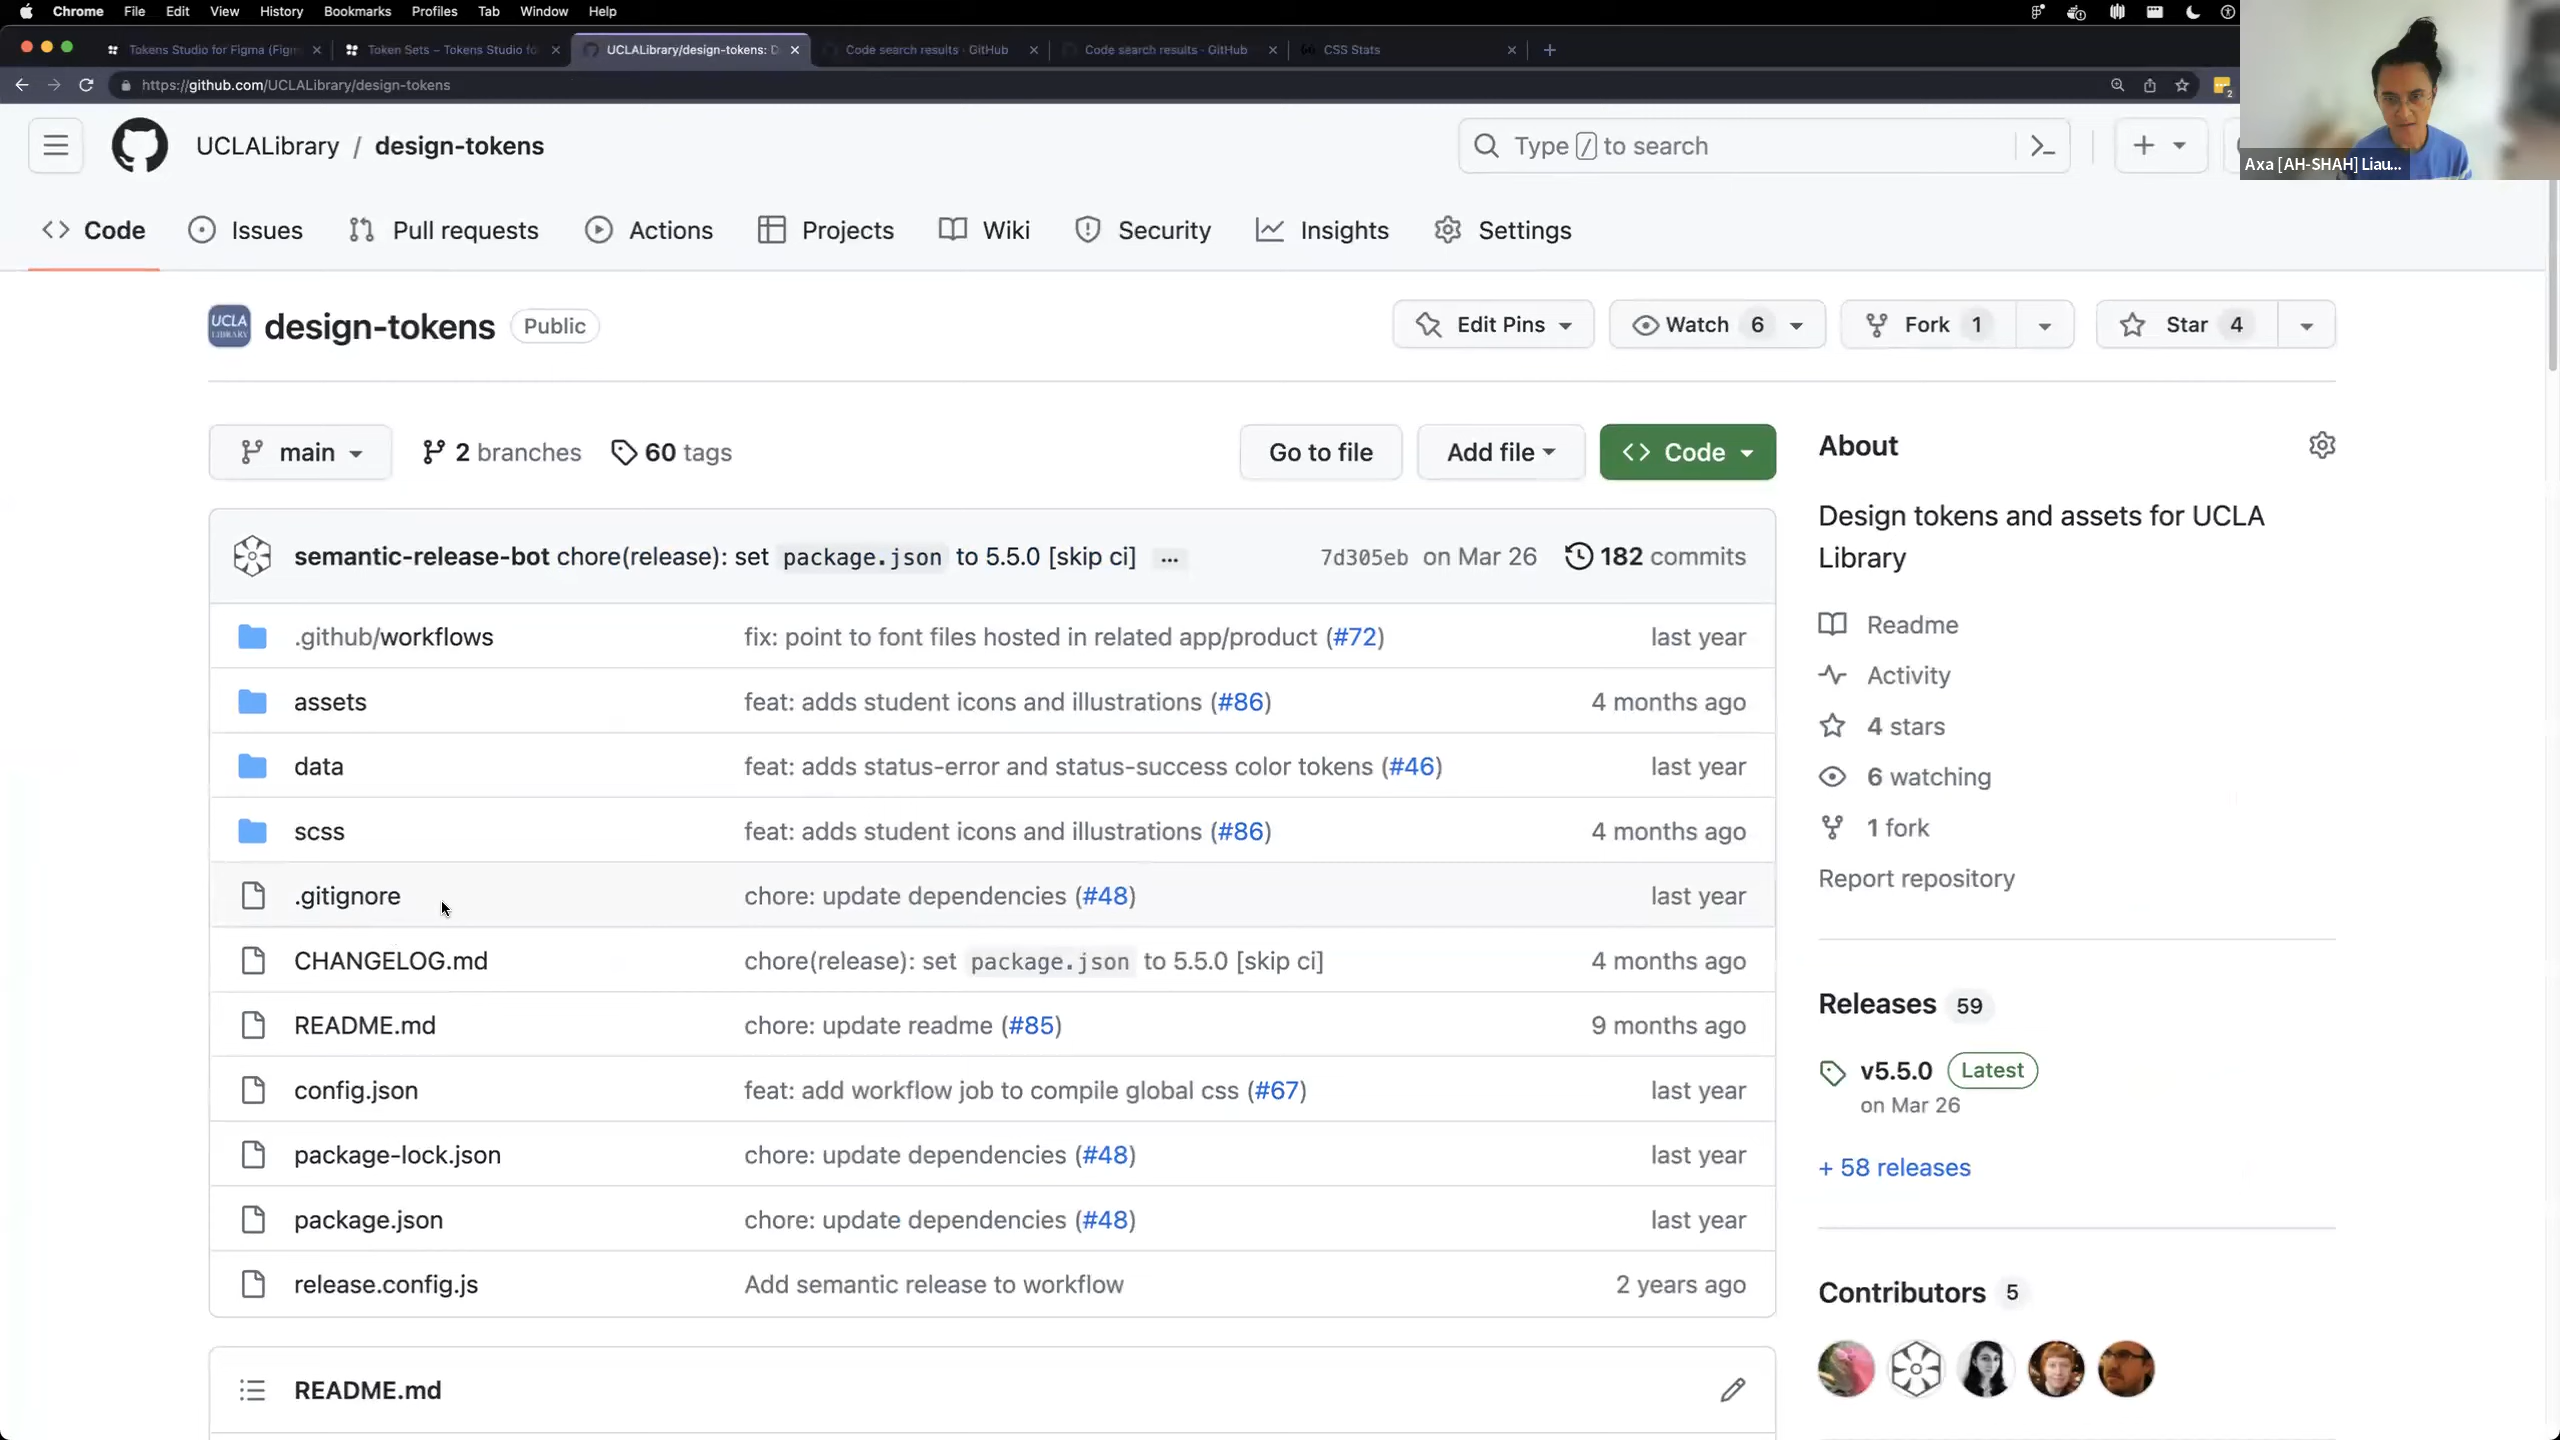 Chrome File Edit View History Bookmarks Profiles Tab Window Help
Tokens Studio for Figma (Figm Token Sets – Tokens Studio fo UCLALibrary/design-tokens: D Code search results · GitHub Code search results · GitHub CSS Stats
https://github.com/UCLALibrary/design-tokens
2
UCLALibrary / design-tokens
Type / to search
Axa [AH-SHAH] Liau...
Code Issues Pull requests Actions Projects Wiki Security Insights Settings
UCLA LIBRARY design-tokens Public
Edit Pins Watch 6 Fork 1 Star 4
main 2 branches 60 tags
Go to file Add file Code
semantic-release-bot chore(release): set package.json to 5.5.0 [skip ci] ... 7d305eb on Mar 26 182 commits
.github/workflows fix: point to font files hosted in related app/product (#72) last year
assets feat: adds student icons and illustrations (#86) 4 months ago
data feat: adds status-error and status-success color tokens (#46) last year
scss feat: adds student icons and illustrations (#86) 4 months ago
.gitignore chore: update dependencies (#48) last year
CHANGELOG.md chore(release): set package.json to 5.5.0 [skip ci] 4 months ago
README.md chore: update readme (#85) 9 months ago
config.json feat: add workflow job to compile global css (#67) last year
package-lock.json chore: update dependencies (#48) last year
package.json chore: update dependencies (#48) last year
release.config.js Add semantic release to workflow 2 years ago
README.md
About
Design tokens and assets for UCLA
Library
Readme
Activity
4 stars
6 watching
1 fork
Report repository
Releases 59
v5.5.0 Latest
on Mar 26
+ 58 releases
Contributors 5